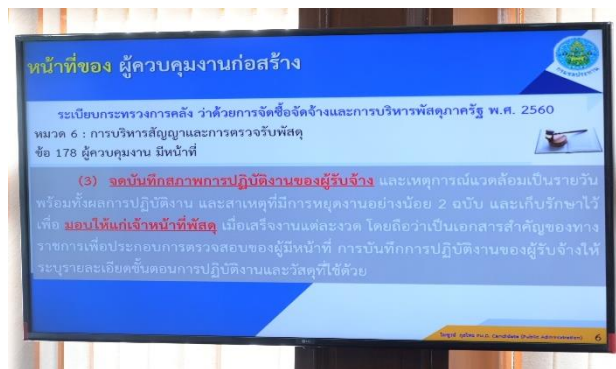 หน้าที่ของ ผู้ควบคุมงานก่อสร้าง
ระเบียบกระทรวงการคลัง ว่าด้วยการจัดซื้อจัดจ้างและการบริหารพัสดุภาครัฐ พ.ศ. 2560
หมวด 6 : การบริหารสัญญาและการตรวจรับพัสดุ
ข้อ 178 ผู้ควบคุมงาน มีหน้าที่
(3) จดบันทึกสภาพการปฏิบัติงานของผู้รับจ้าง และเหตุการณ์แวดล้อมเป็นรายวัน
พร้อมทั้งผลการปฏิบัติงาน และสาเหตุที่มีการหยุดงานอย่างน้อย 2 ฉบับ และเก็บรักษาไว้
เพื่อ มอบให้แก่เจ้าหน้าที่พัสดุ เมื่อเสร็จงานแต่ละงวด โดยถือว่าเป็นเอกสารสำคัญของทาง
ราชการเพื่อประกอบการตรวจสอบของผู้มีหน้าที่ การบันทึกการปฏิบัติงานของผู้รับจ้างให้
ระบุรายละเอียดขั้นตอนการปฏิบัติงานและวัสดุที่ใช้ด้วย
Ph.D. Candidate (Public Administration) 6